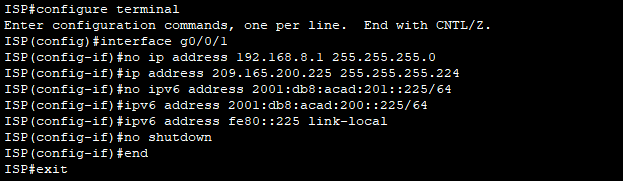 ISP#configure terminal
Enter configuration commands, one per line.  End with CNTL/Z.
ISP(config)#interface g0/0/1
ISP(config-if)#no ip address 192.168.8.1 255.255.255.0
ISP(config-if)#ip address 209.165.200.225 255.255.255.224
ISP(config-if)#no ipv6 address 2001:db8:acad:201::225/64
ISP(config-if)#ipv6 address 2001:db8:acad:200::225/64
ISP(config-if)#ipv6 address fe80::225 link-local
ISP(config-if)#no shutdown
ISP(config-if)#end
ISP#exit